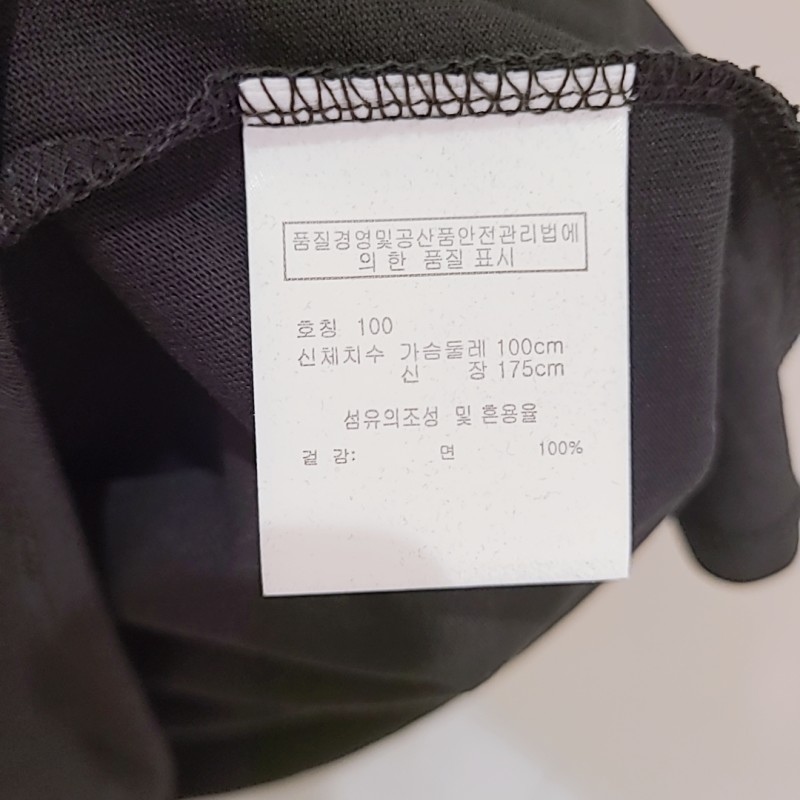 품질경영및공산품안전관리법에
의 한 품질 표시
호칭 100
신체치수 가슴둘레 100cm
신 장 175cm
섬유의조성 및 혼용율
겉 감: 면 100%